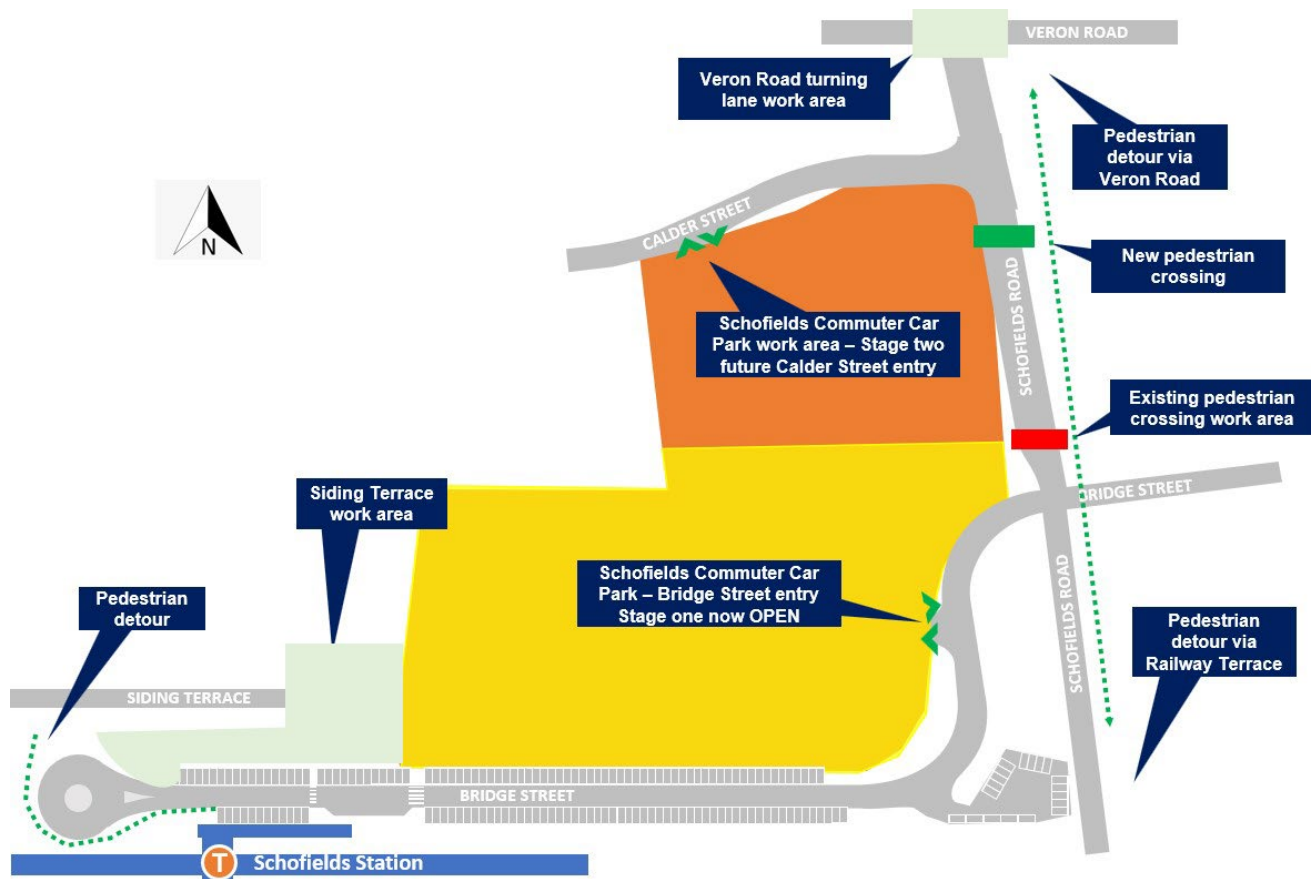 VERON ROAD
Veron Road turning
lane work area
Pedestrian
detour via
Veron Road
N
CALDER STREET
New pedestrian
crossing
SCHOFIELDS ROAD
Schofields Commuter Car
Park work area – Stage two
future Calder Street entry
Existing pedestrian
crossing work area
BRIDGE STREET
Siding Terrace
work area
Schofields Commuter Car
Park – Bridge Street entry
Stage one now OPEN
Pedestrian
detour
SCHOFIELDS ROAD
Pedestrian
detour via
Railway Terrace
SIDING TERRACE
BRIDGE STREET
T
Schofields Station